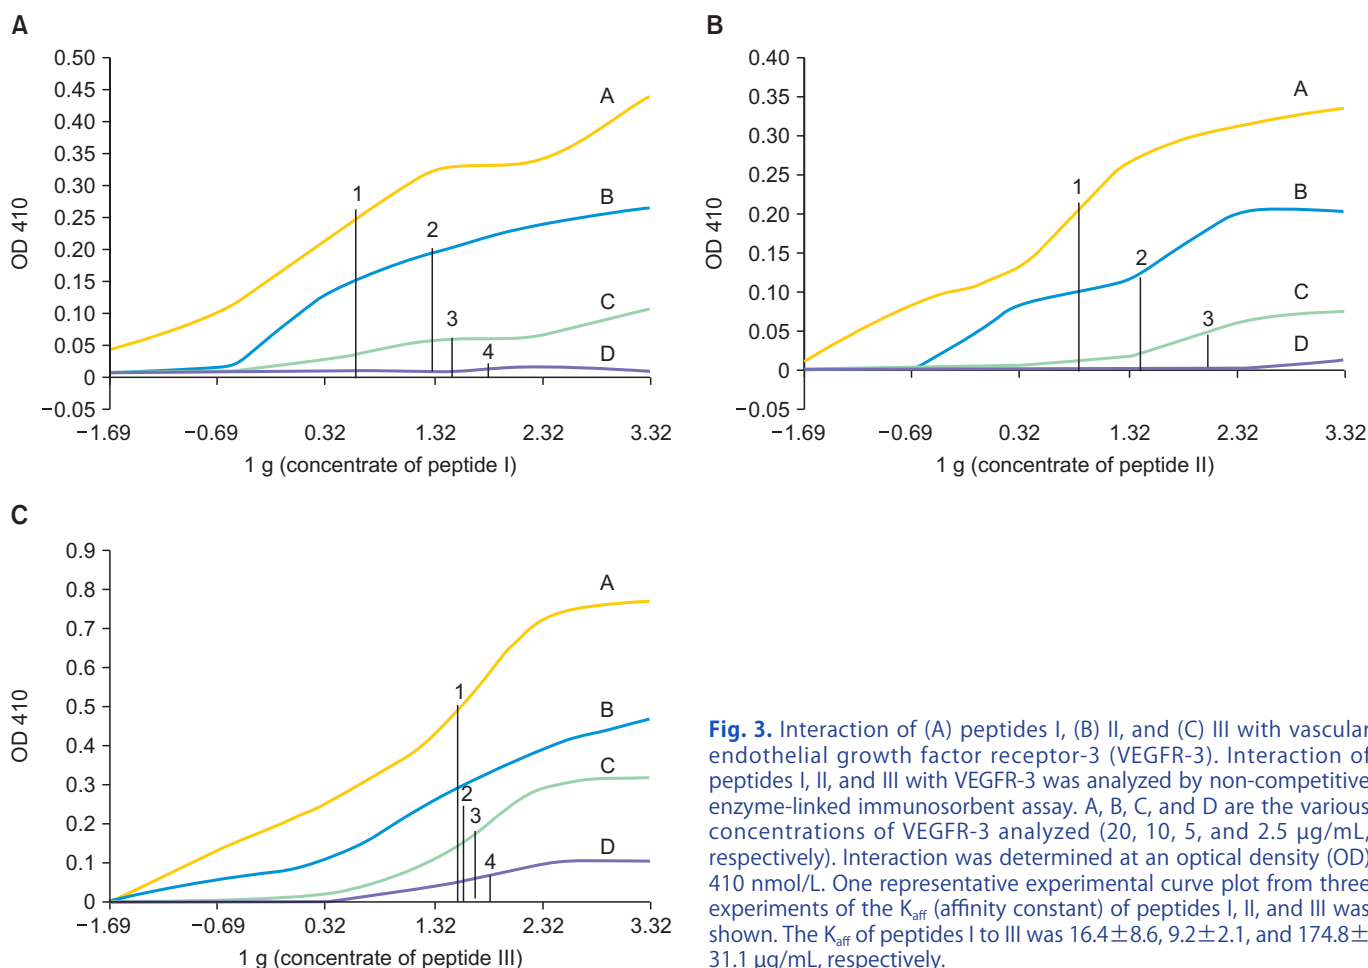 A
0.50
0.45
0.40
0.35
0.30
0.25
0.20
0.15
0.10
0.05
0
−0.05
OD 410
A
B
C
D
1
2
3
4
−1.69 −0.69 0.32 1.32 2.32 3.32
1 g (concentrate of peptide I)
B
0.40
0.35
0.30
0.25
0.20
0.15
0.10
0.05
0
−0.05
OD 410
A
B
C
D
1
2
3
−1.69 −0.69 0.32 1.32 2.32 3.32
1 g (concentrate of peptide II)
C
0.9
0.8
0.7
0.6
0.5
0.4
0.3
0.2
0.1
0
OD 410
A
B
C
D
1
2
3
4
−1.69 −0.69 0.32 1.32 2.32 3.32
1 g (concentrate of peptide III)
Fig. 3. Interaction of (A) peptides I, (B) II, and (C) III with vascular
endothelial growth factor receptor-3 (VEGFR-3). Interaction of
peptides I, II, and III with VEGFR-3 was analyzed by non-competitive
enzyme-linked immunosorbent assay. A, B, C, and D are the various
concentrations of VEGFR-3 analyzed (20, 10, 5, and 2.5 μg/mL,
respectively). Interaction was determined at an optical density (OD)
410 nmol/L. One representative experimental curve plot from three
experiments of the Kaff (affinity constant) of peptides I, II, and III was
shown. The Kaff of peptides I to III was 16.4±8.6, 9.2±2.1, and 174.8±
31.1 μg/mL, respectively.